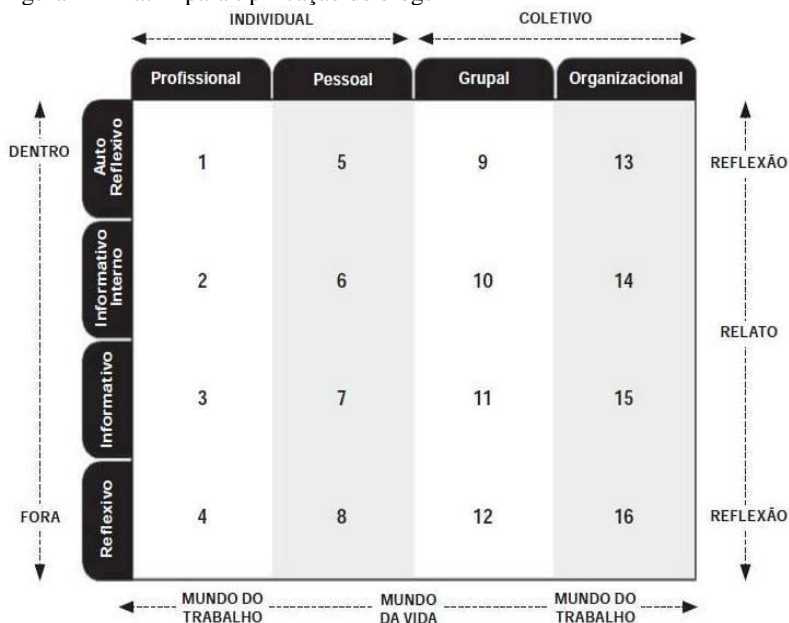 INDIVIDUAL COLETIVO
Profissional Pessoal Grupal Organizacional
DENTRO
Auto
Reflexivo
1 5 9 13
REFLEXÃO
Informativo
Interno
2 6 10 14
RELATO
Informativo
3 7 11 15
FORA
Reflexivo
4 8 12 16
REFLEXÃO
MUNDO DO
TRABALHO
MUNDO
DA VIDA
MUNDO DO
TRABALHO